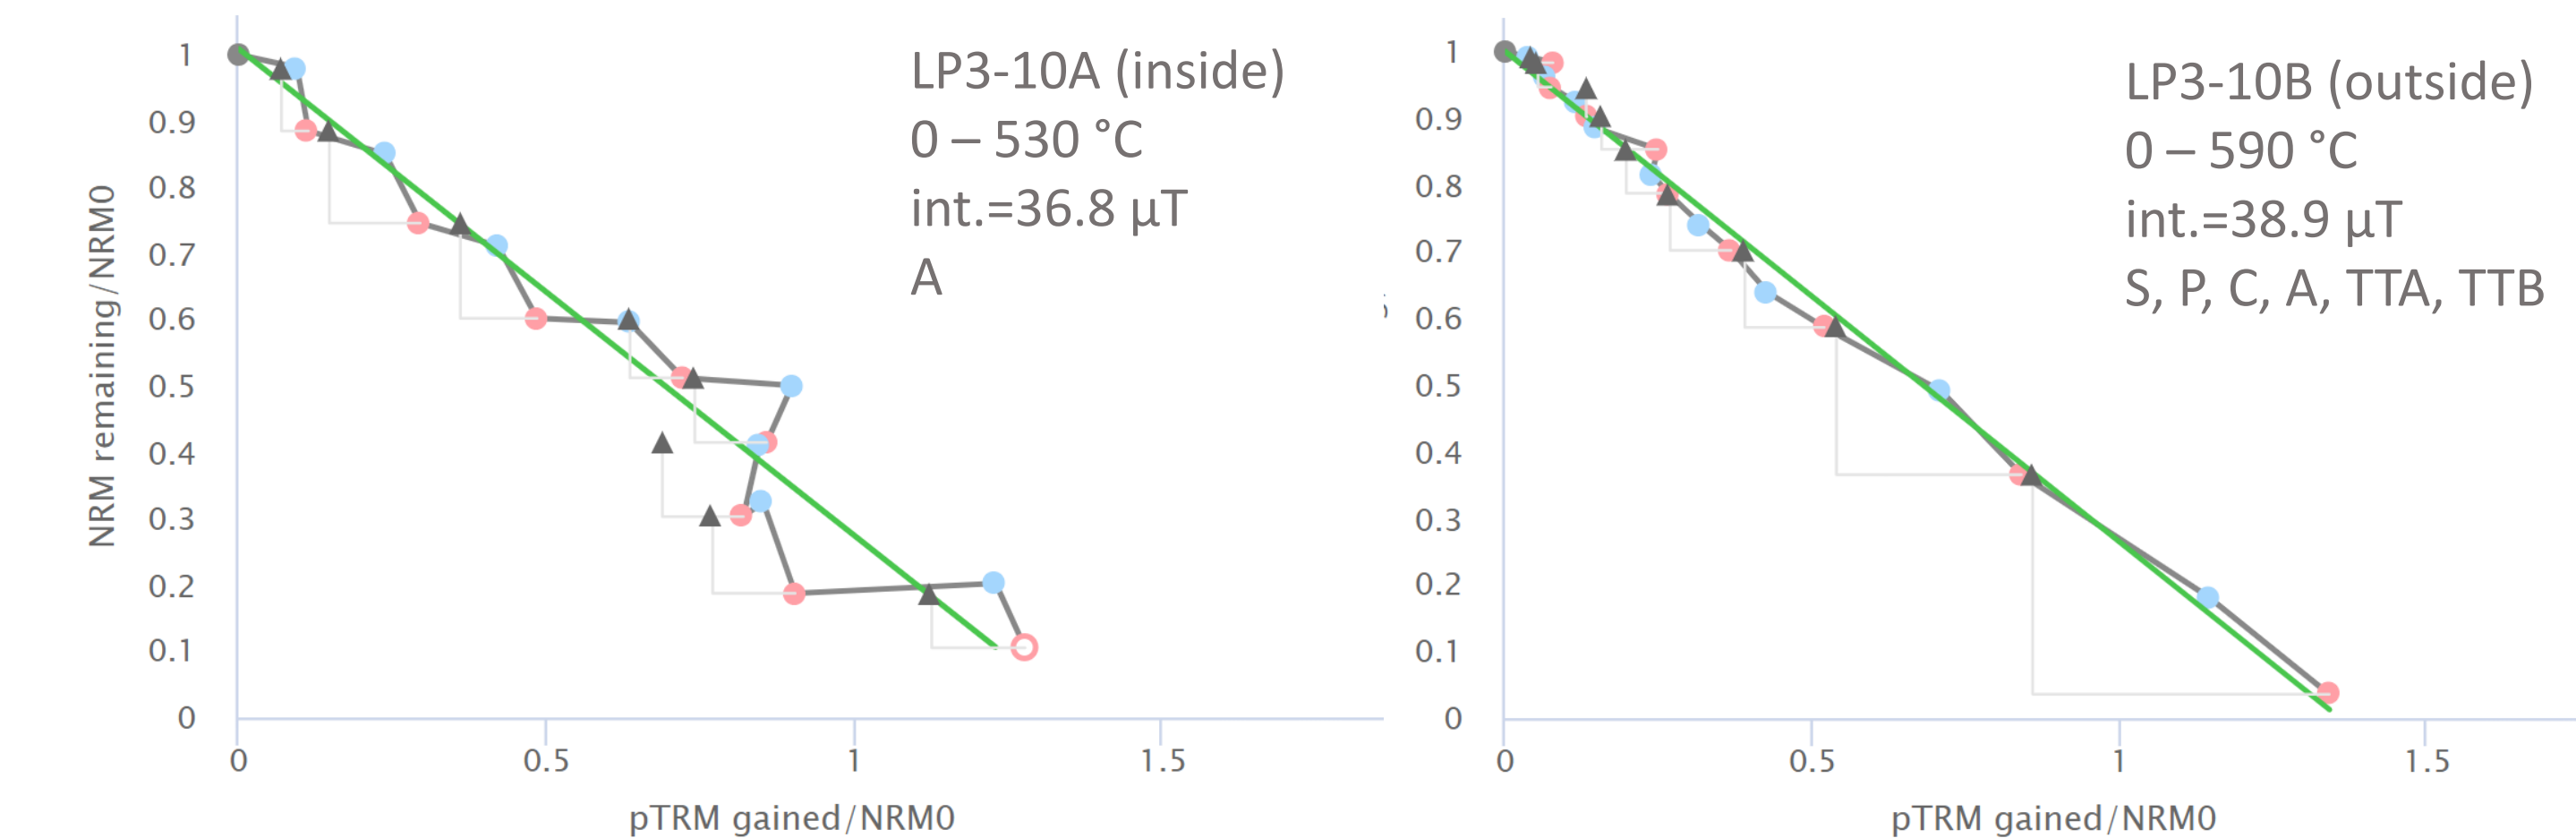 LP3-10A (inside)
0 – 530 °C
int.=36.8 µT
A
NRM remaining/NRM0
1
0.9
0.8
0.7
0.6
0.5
0.4
0.3
0.2
0.1
0
0
0.5
1
1.5
pTRM gained/NRM0
LP3-10B (outside)
0 – 590 °C
int.=38.9 µT
S, P, C, A, TTA, TTB
1
0.9
0.8
0.7
0.6
0.5
0.4
0.3
0.2
0.1
0
0
0.5
1
1.5
pTRM gained/NRM0